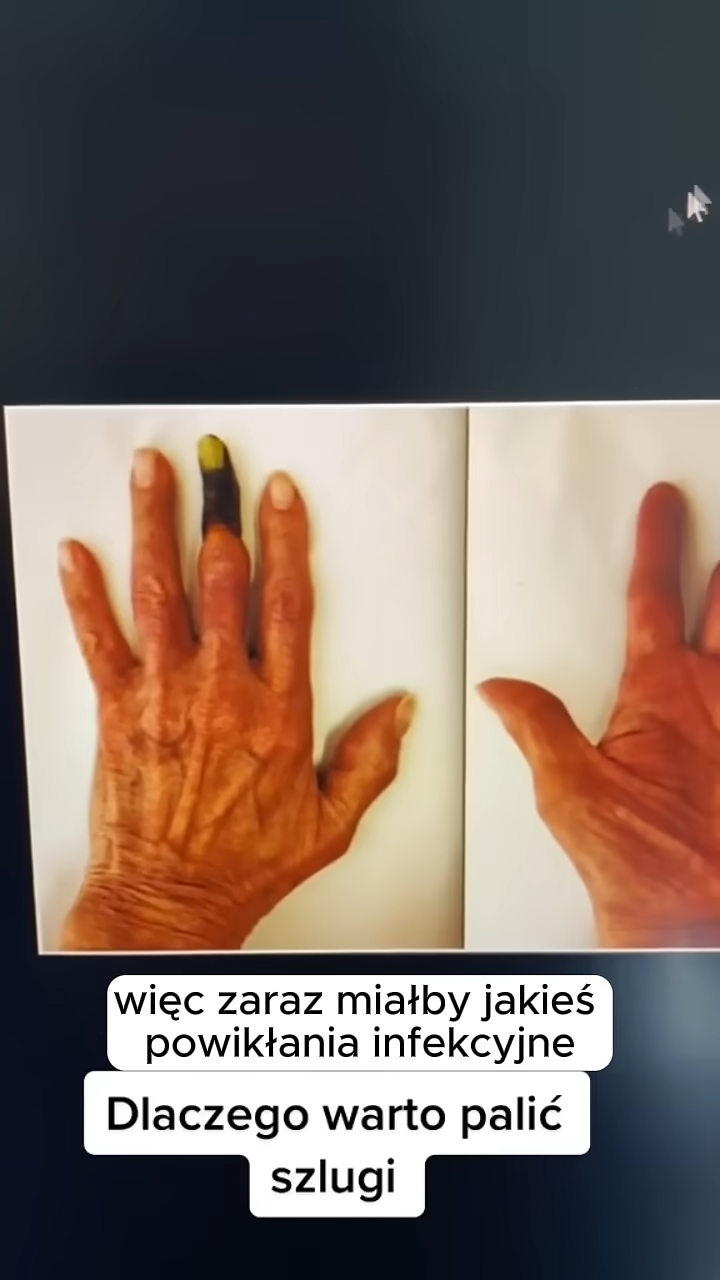 więc zaraz miałby jakieś
powikłania infekcyjne
Dlaczego warto palić
szlugi